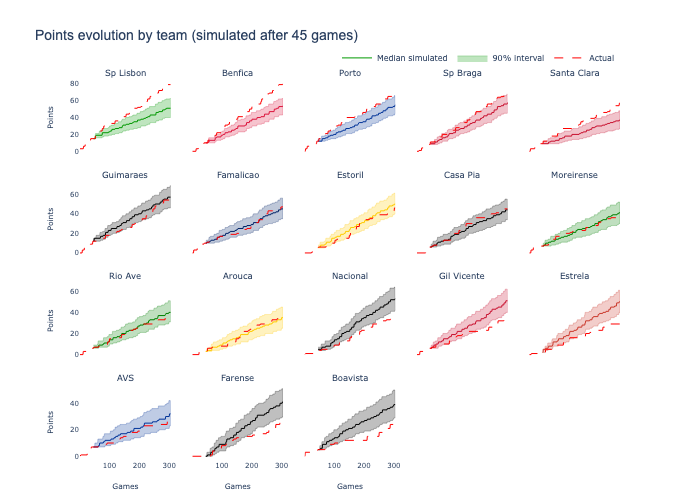 Points evolution by team (simulated after 45 games)
Median simulated 90% interval Actual
Sp Lisbon Benfica Porto Sp Braga Santa Clara
80
60
40
20
0
Points
Guimaraes Famalicao Estoril Casa Pia Moreirense
60
40
20
0
Points
Rio Ave Arouca Nacional Gil Vicente Estrela
60
40
20
0
Points
AVS Farense Boavista
40
20
0
Points
100 200 300 100 200 300 100 200 300
Games Games Games